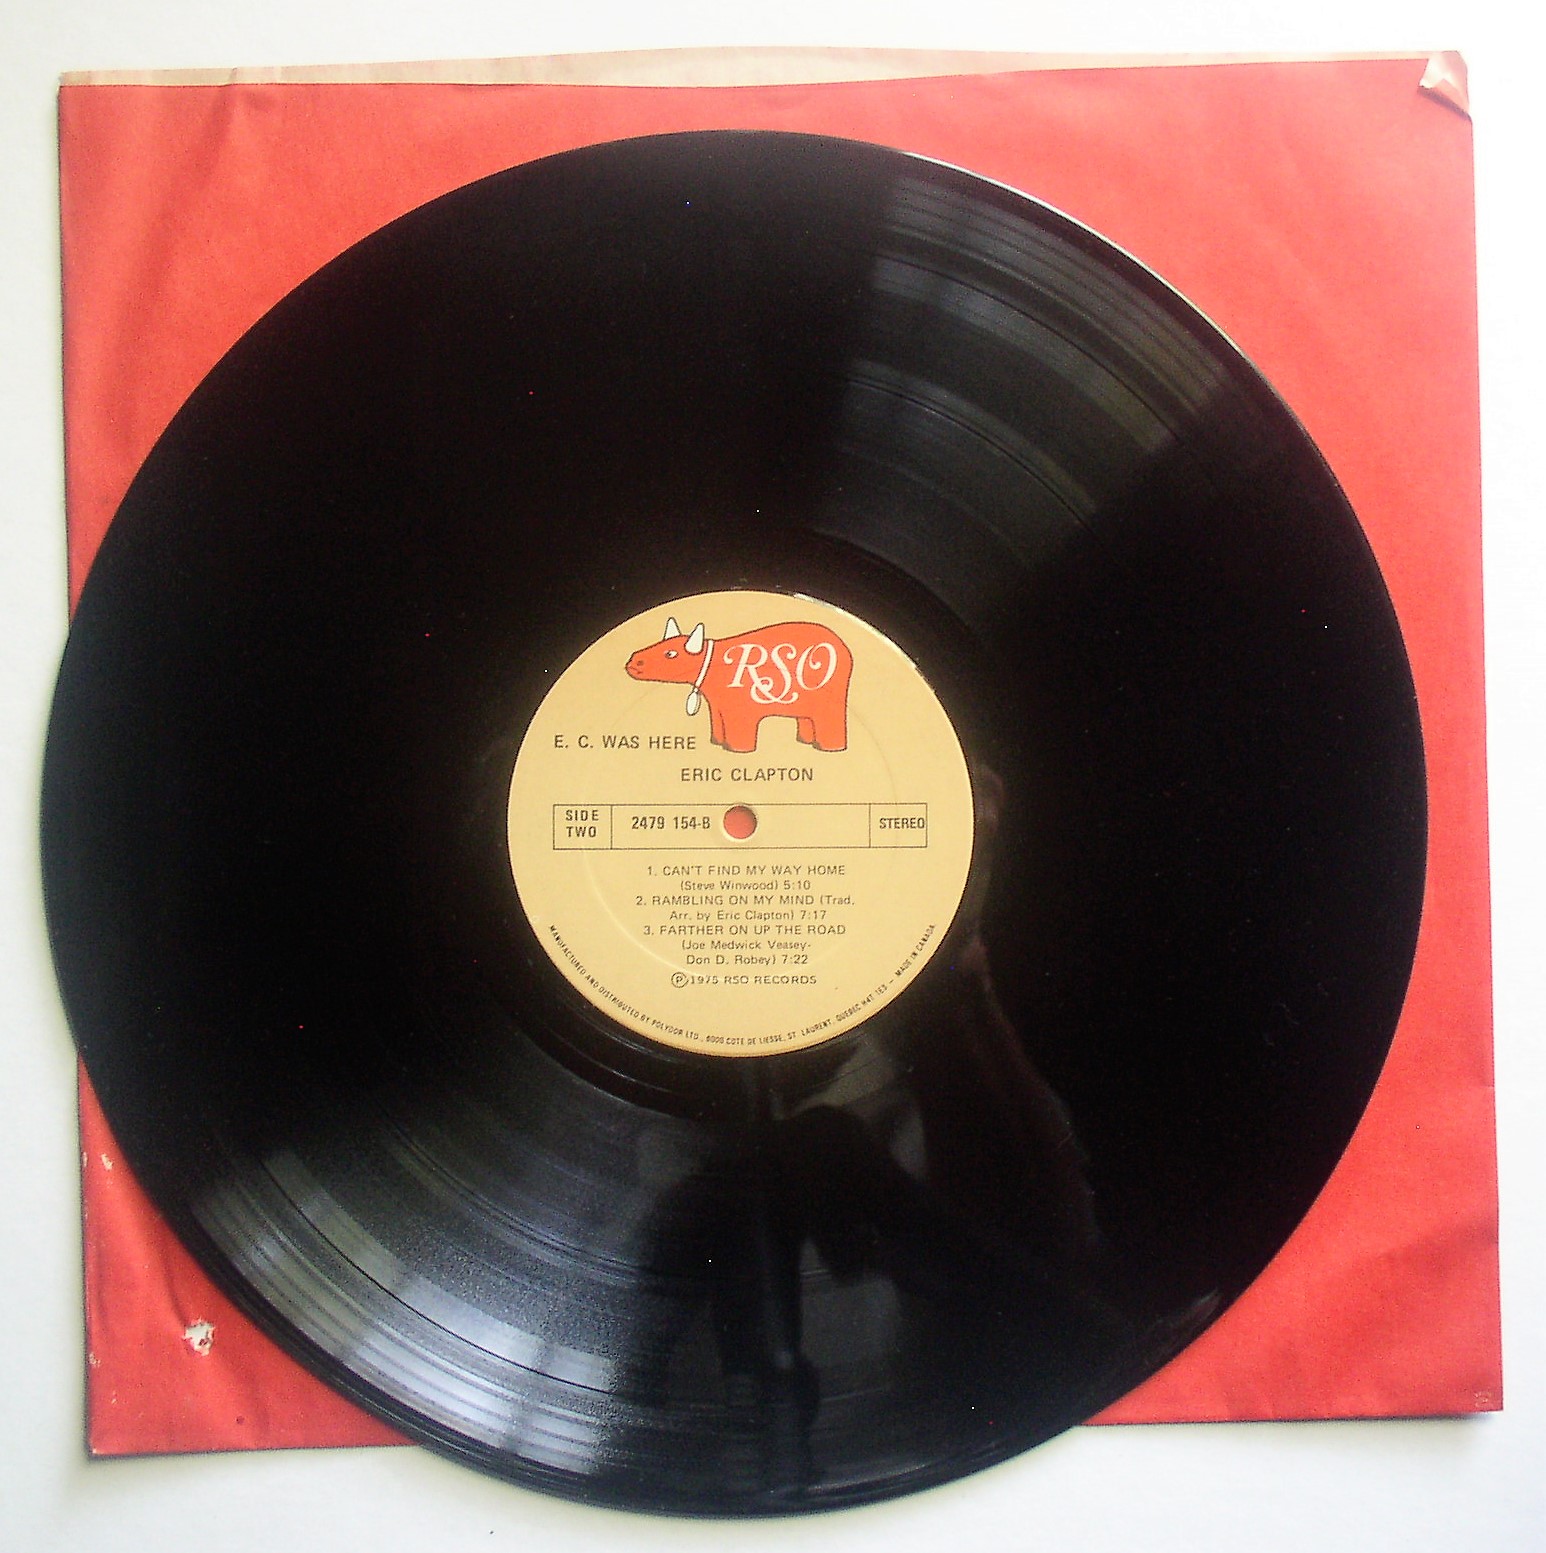 RSO
E. C. WAS HERE
ERIC CLAPTON
SIDE TWO
2479 154-B
STEREO
1. CAN'T FIND MY WAY HOME
(Steve Winwood) 5:10
2. RAMBLING ON MY MIND (Trad.
Arr. by Eric Clapton) 7:17
3. FARTHER ON UP THE ROAD
(Joe Medwick Veasey-
Don D. Robey) 7:22
Ⓟ1975 RSO RECORDS
MANUFACTURED AND DISTRIBUTED BY POLYDOR LTD., 6000 COTE DE LIESSE, ST. LAURENT, QUEBEC H4T 1E3 – MADE IN CANADA